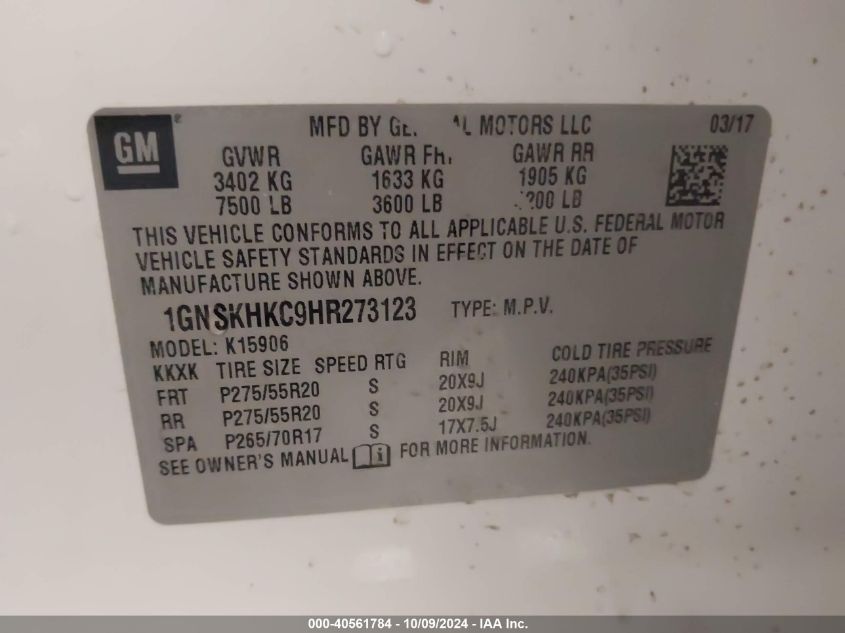 GM
MFD BY GE. L MOTORS LLC 03/17
GVWR GAWR FR GAWR RR
3402 KG 1633 KG 1905 KG
7500 LB 3600 LB 200 LB
THIS VEHICLE CONFORMS TO ALL APPLICABLE U.S. FEDERAL MOTOR
VEHICLE SAFETY STANDARDS IN EFFECT ON THE DATE OF
MANUFACTURE SHOWN ABOVE.
1GNSKHKC9HR273123 TYPE: M.P.V.
MODEL: K15906
KKXK TIRE SIZE SPEED RTG RIM COLD TIRE PRESSURE
FRT P275/55R20 S 20X9J 240KPA(35PSI)
RR P275/55R20 S 20X9J 240KPA(35PSI)
SPA P265/70R17 S 17X7.5J 240KPA(35PSI)
SEE OWNER'S MANUAL i FOR MORE INFORMATION.
000-40561784 - 10/09/2024 - IAA Inc.